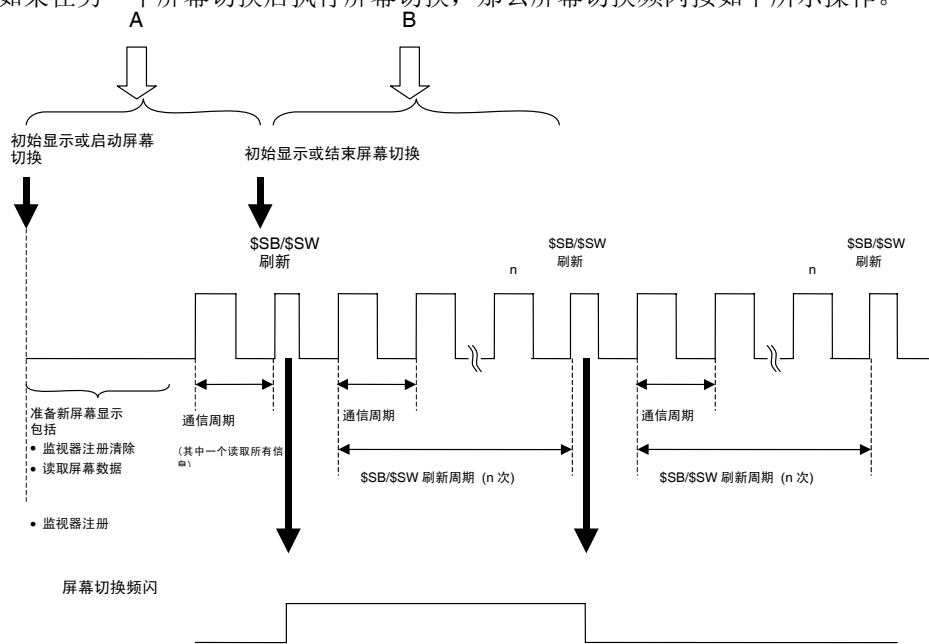 如果在另一个屏幕切换后执行屏幕切换，那么屏幕切换频闪按如下所示操作。
A
B
初始显示或启动屏幕
切换
初始显示或结束屏幕切换
$SB/$SW
刷新
n
$SB/$SW
刷新
n
$SB/$SW
刷新
准备新屏幕显示
包括
• 监视器注册清除
• 读取屏幕数据
• 监视器注册
通信周期
（其中一个读取所有信
息）
通信周期
$SB/$SW 刷新周期 (n 次)
通信周期
$SB/$SW 刷新周期 (n 次)
屏幕切换频闪